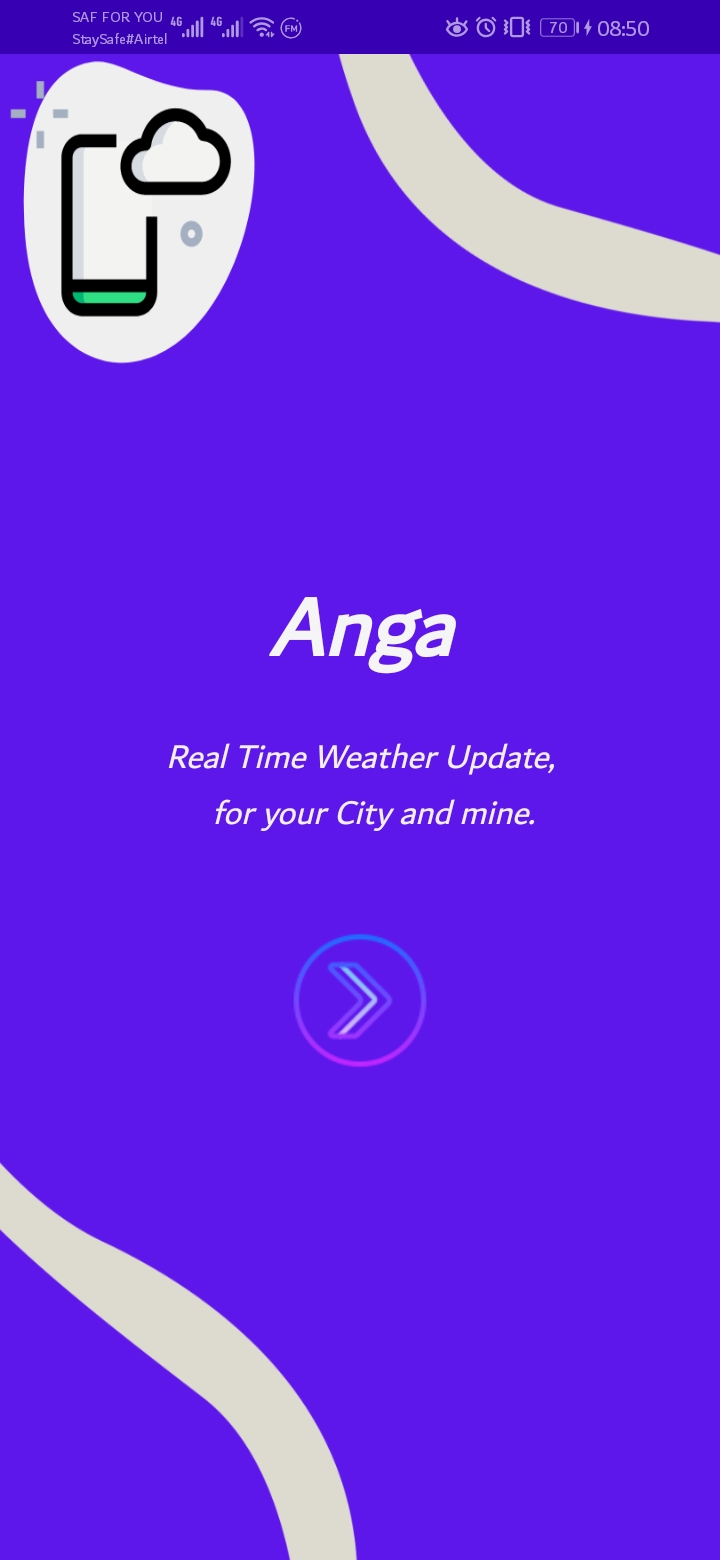 SAF FOR YOU
StaySafe#Airtel
4G 4G FM 70 08:50
Anga
Real Time Weather Update,
for your City and mine.